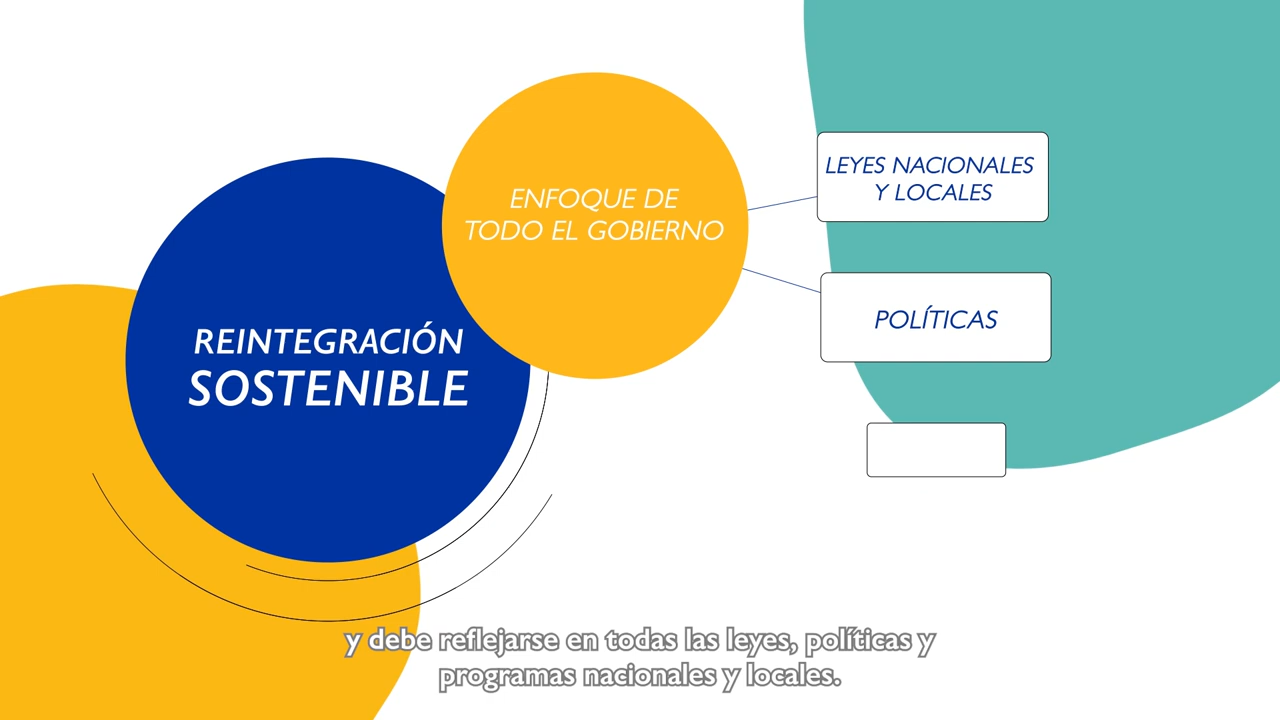 ENFOQUE DE
TODO EL GOBIERNO
LEYES NACIONALES
Y LOCALES
POLÍTICAS
REINTEGRACIÓN
SOSTENIBLE
y debe reflejarse en todas las leyes, políticas y
programas nacionales y locales.